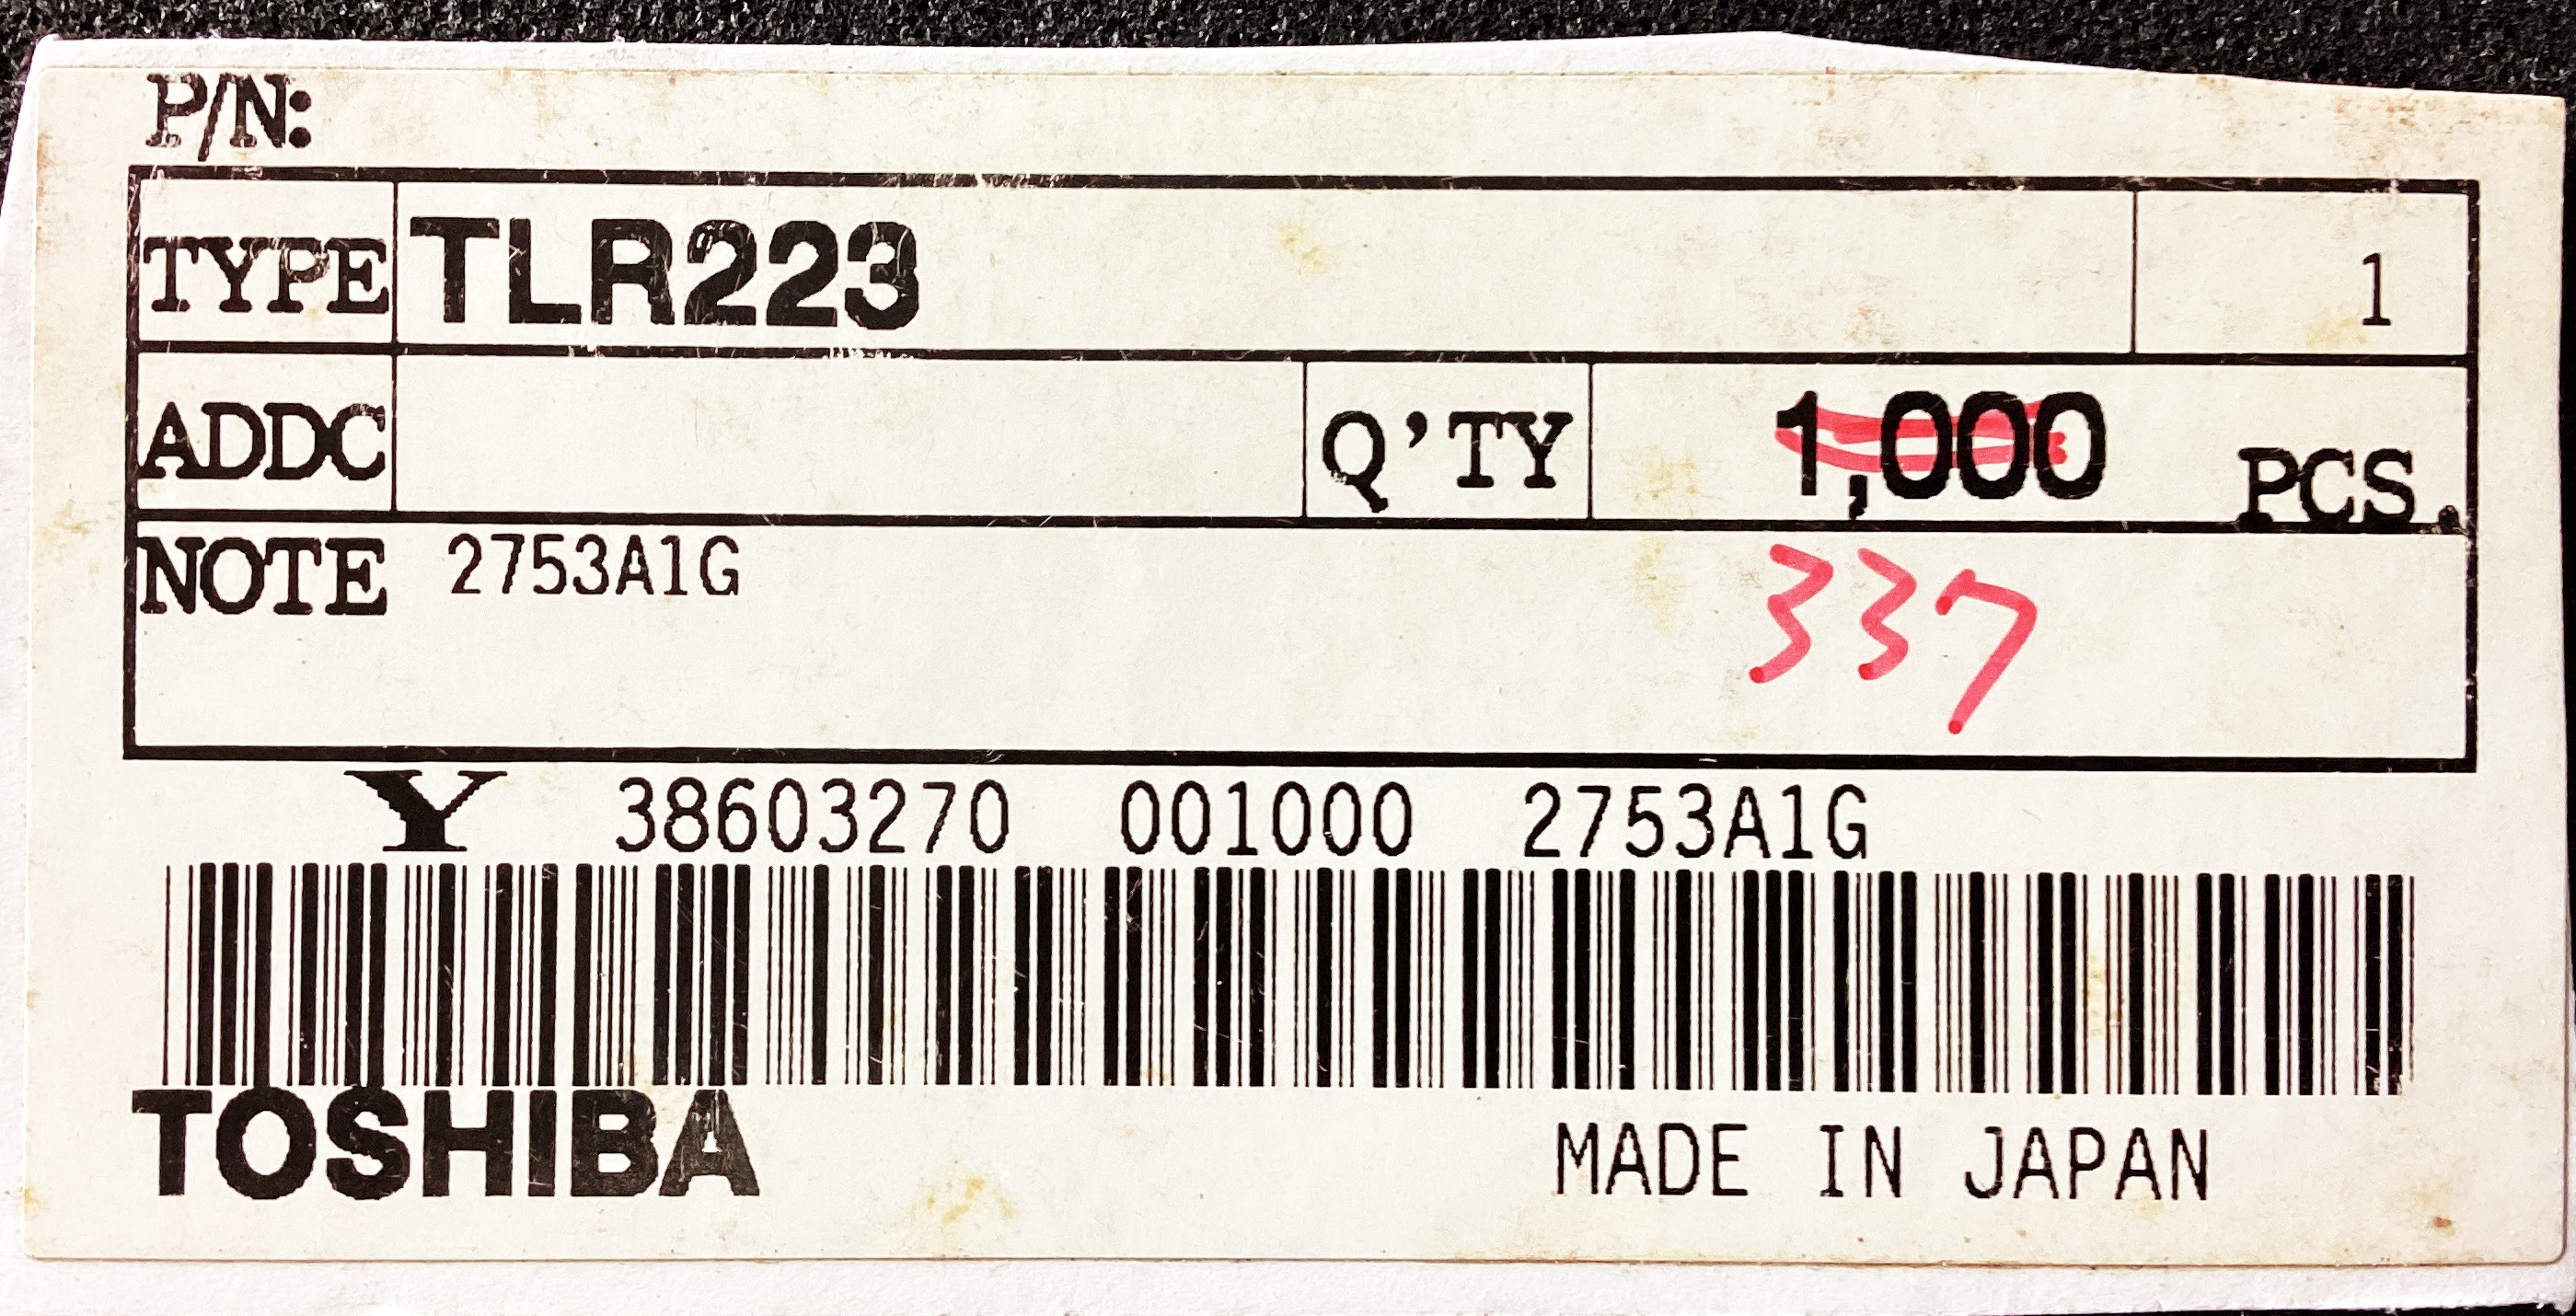 P/N:
TYPE TLR223 1
ADDC Q'TY 1,000 PCS.
NOTE 2753A1G
337
Y 38603270 001000 2753A1G
TOSHIBA MADE IN JAPAN